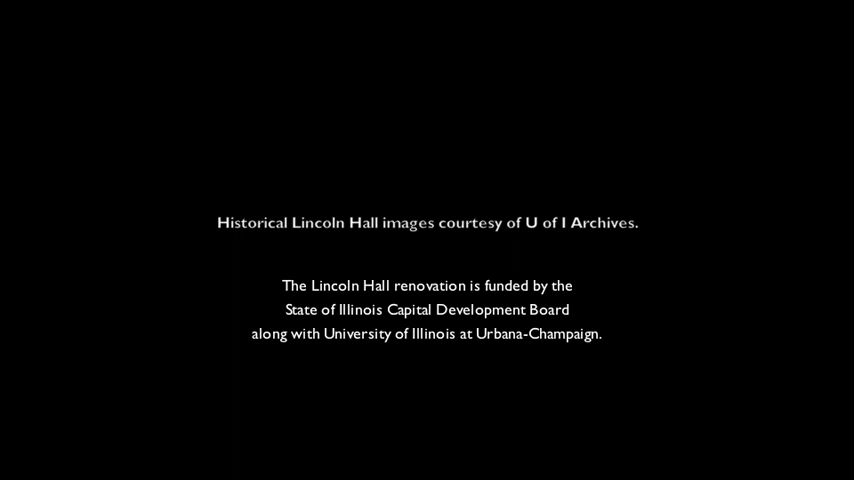 Historical Lincoln Hall images courtesy of U of I Archives.
The Lincoln Hall renovation is funded by the
State of Illinois Capital Development Board
along with University of Illinois at Urbana-Champaign.